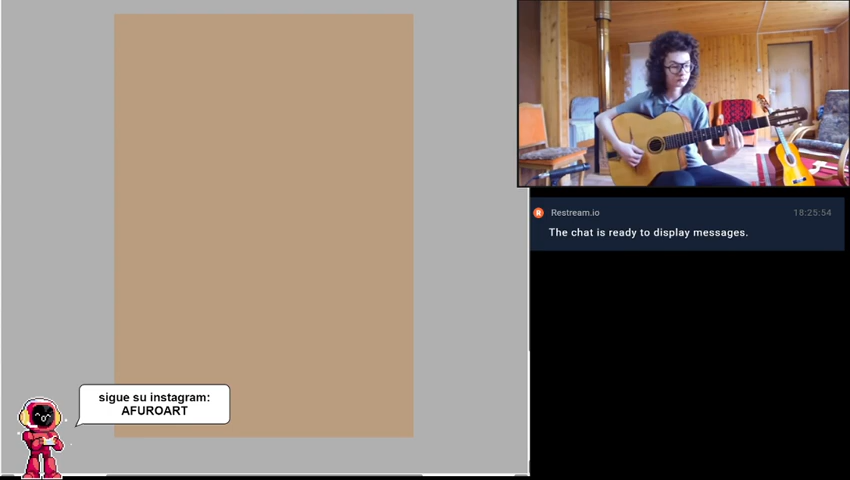 Restream.io 18:25:54
The chat is ready to display messages.
sigue su instagram:
AFUROART